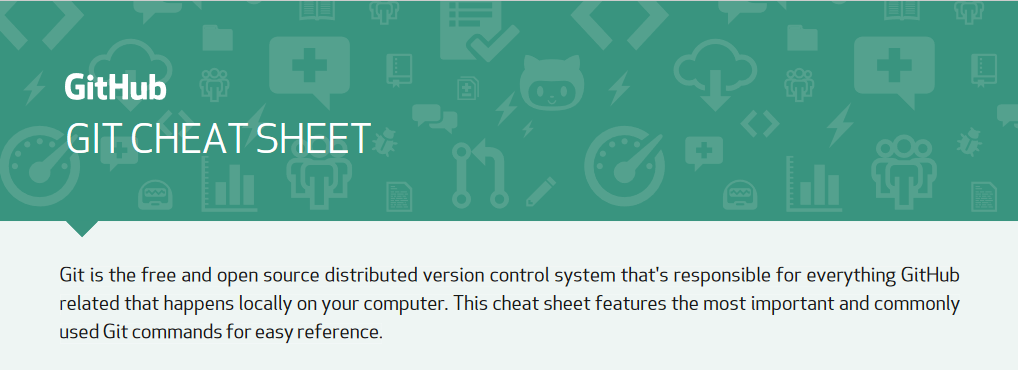 GitHub
GIT CHEAT SHEET
Git is the free and open source distributed version control system that's responsible for everything GitHub
related that happens locally on your computer. This cheat sheet features the most important and commonly
used Git commands for easy reference.